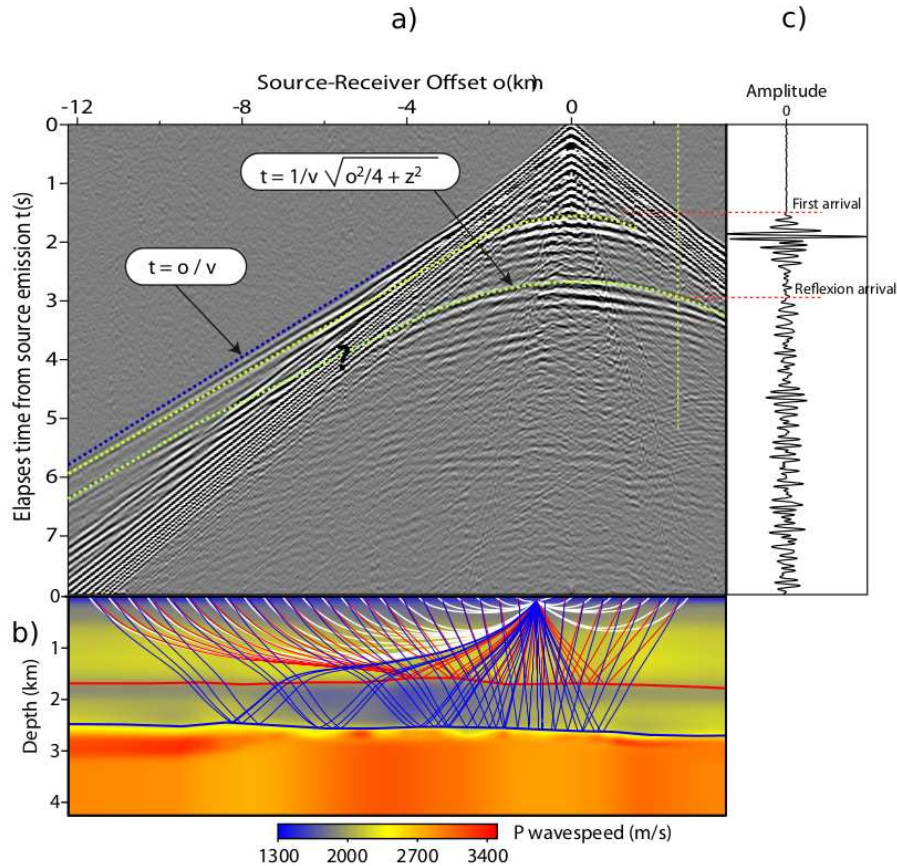 a)
c)
Source-Receiver Offset o(km)
-12 -8 -4 0
Amplitude
0
Elapses time from source emission t(s)
0
1
2
3
4
5
6
7
t = 1/v √o²/4 + z²
t = o / v
?
First arrival
Reflexion arrival
b)
Depth (km)
0
1
2
3
4
P wavespeed (m/s)
1300 2000 2700 3400